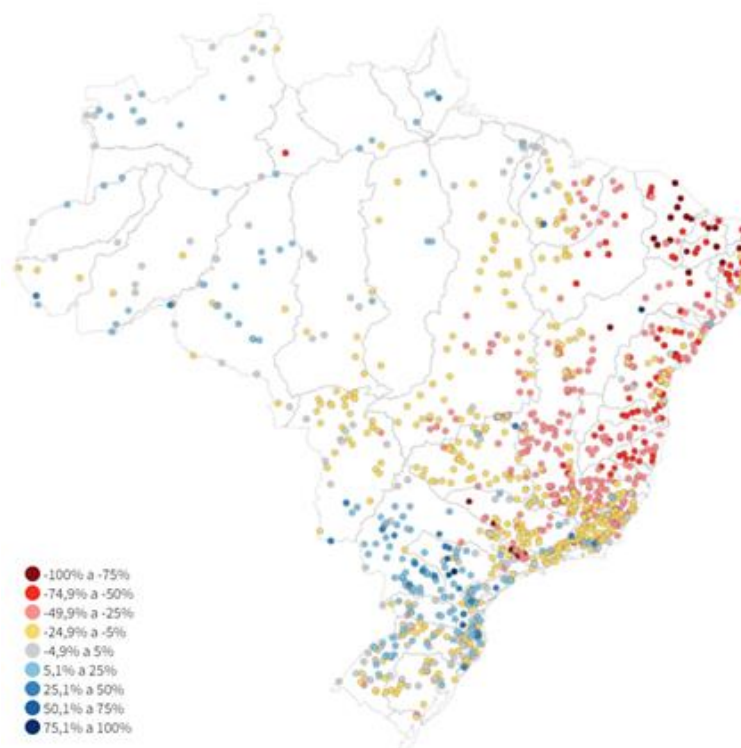 -100% a -75%
-74,9% a -50%
-49,9% a -25%
-24,9% a -5%
-4,9% a 5%
5,1% a 25%
25,1% a 50%
50,1% a 75%
75,1% a 100%